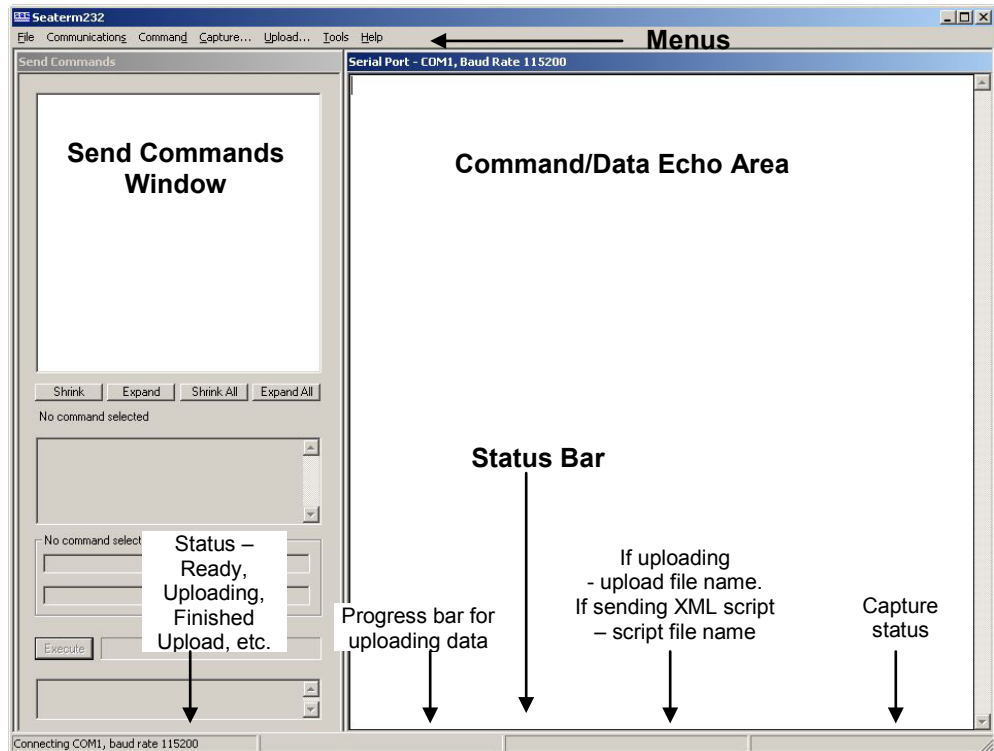 Seaterm232
File Communications Command Capture... Upload... Tools Help
Menus
Send Commands
Serial Port - COM1, Baud Rate 115200
Send Commands
Window
Command/Data Echo Area
Shrink Expand Shrink All Expand All
No command selected
Status Bar
No command select
Status –
Ready,
Uploading,
Finished
Upload, etc.
Progress bar for
uploading data
If uploading
- upload file name.
If sending XML script
– script file name
Capture
status
Execute
Connecting COM1, baud rate 115200